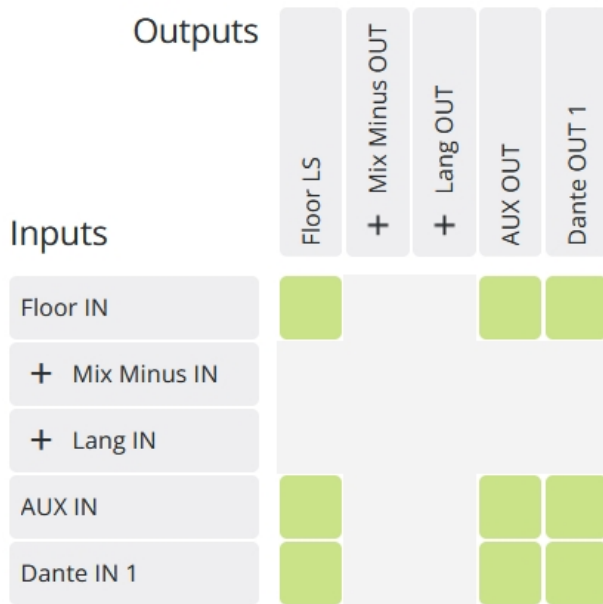 Outputs
Floor LS
+ Mix Minus OUT
+ Lang OUT
AUX OUT
Dante OUT 1
Inputs
Floor IN
+ Mix Minus IN
+ Lang IN
AUX IN
Dante IN 1